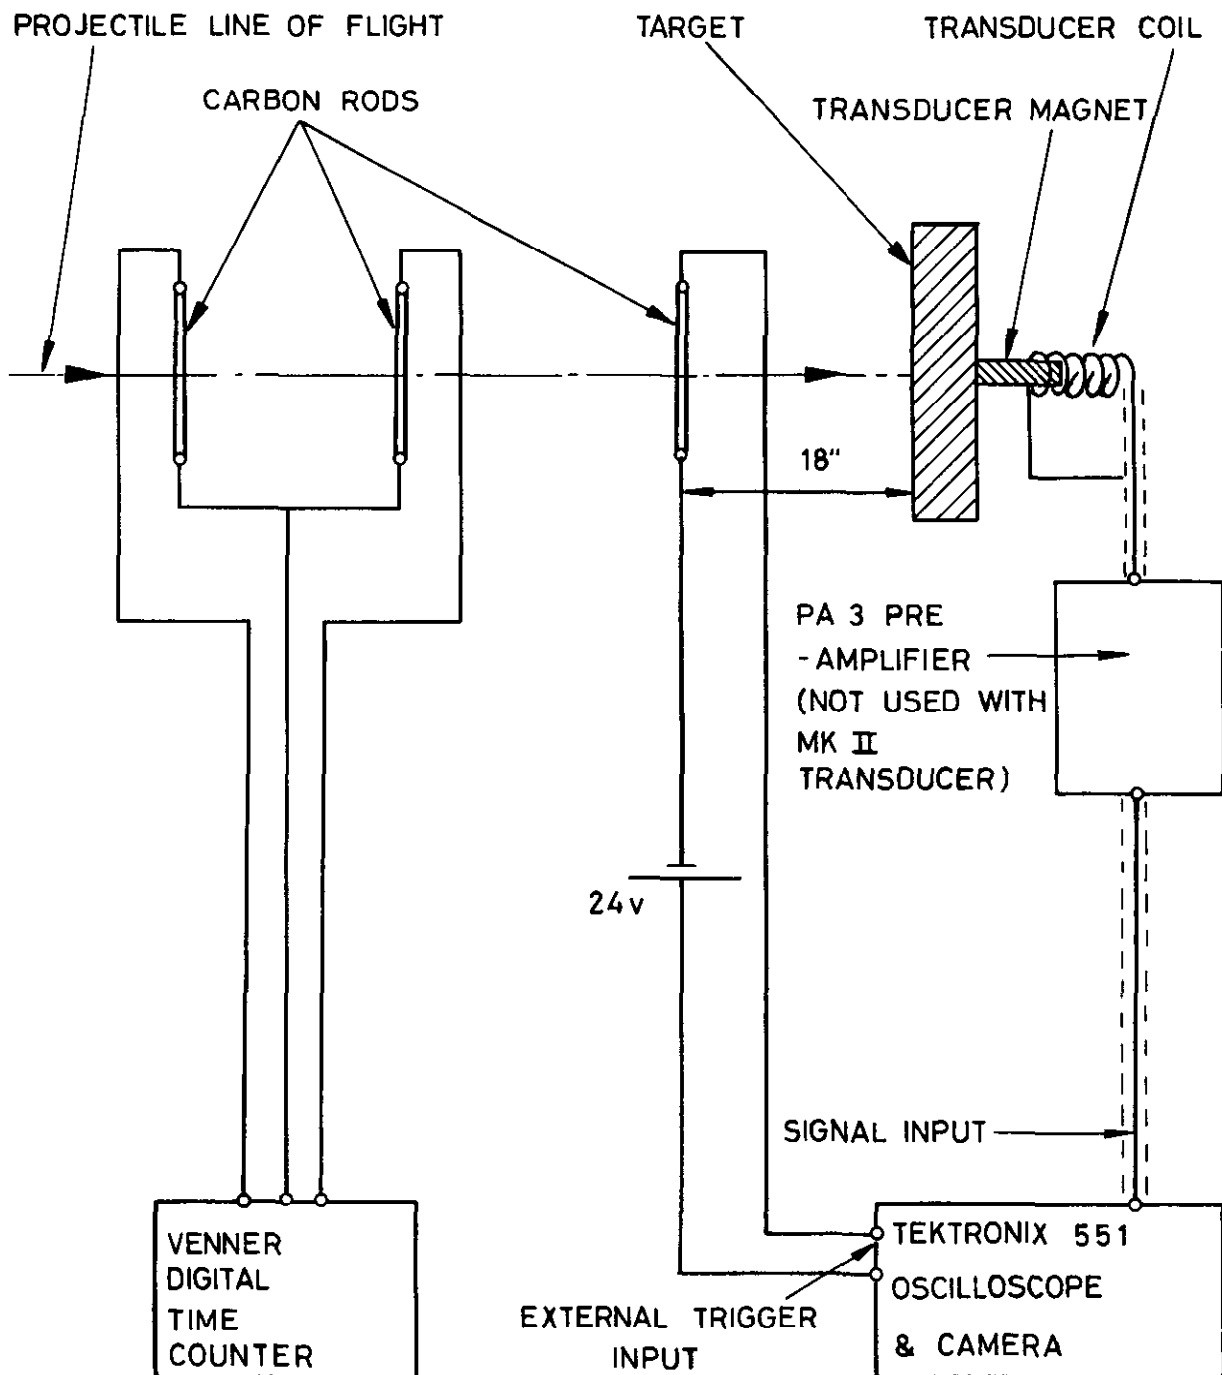 PROJECTILE LINE OF FLIGHT
TARGET
TRANSDUCER COIL
CARBON RODS
TRANSDUCER MAGNET
18"
PA 3 PRE
-AMPLIFIER
(NOT USED WITH
MK II
TRANSDUCER)
24v
SIGNAL INPUT
VENNER
DIGITAL
TIME
COUNTER
EXTERNAL TRIGGER
INPUT
TEKTRONIX 551
OSCILLOSCOPE
& CAMERA